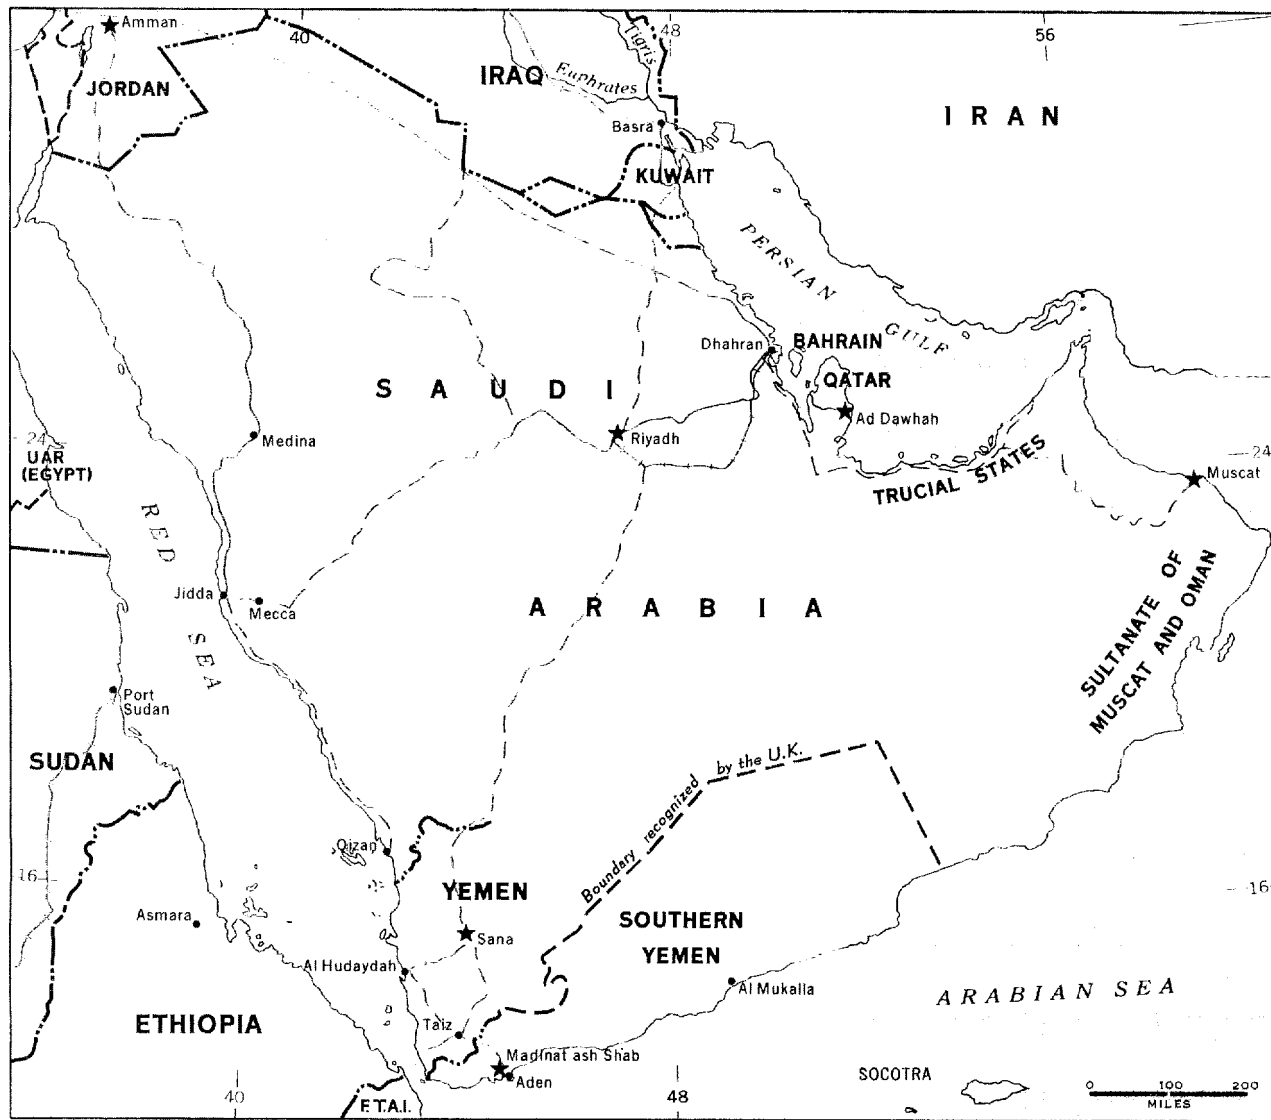 Amman
40
48
56
Tigris
JORDAN
IRAQ
Euphrates
IRAN
Basra
KUWAIT
PERSIAN
GULF
Dhahran
BAHRAIN
QATAR
SAUDI
Ad Dawhah
Medina
Riyadh
24
24
UAR
(EGYPT)
TRUCIAL STATES
Muscat
RED
SEA
Jidda
Mecca
ARABIA
SULTANATE OF
MUSCAT AND OMAN
Port
Sudan
SUDAN
Boundary recognized by the U.K.
Qizan
16
16
YEMEN
Asmara
Sana
SOUTHERN
YEMEN
Al Hudaydah
Al Mukalla
ARABIAN SEA
ETHIOPIA
Taiz
Madinat ash Shab
Aden
SOCOTRA
40
F.T.A.I.
48
0 100 200
MILES